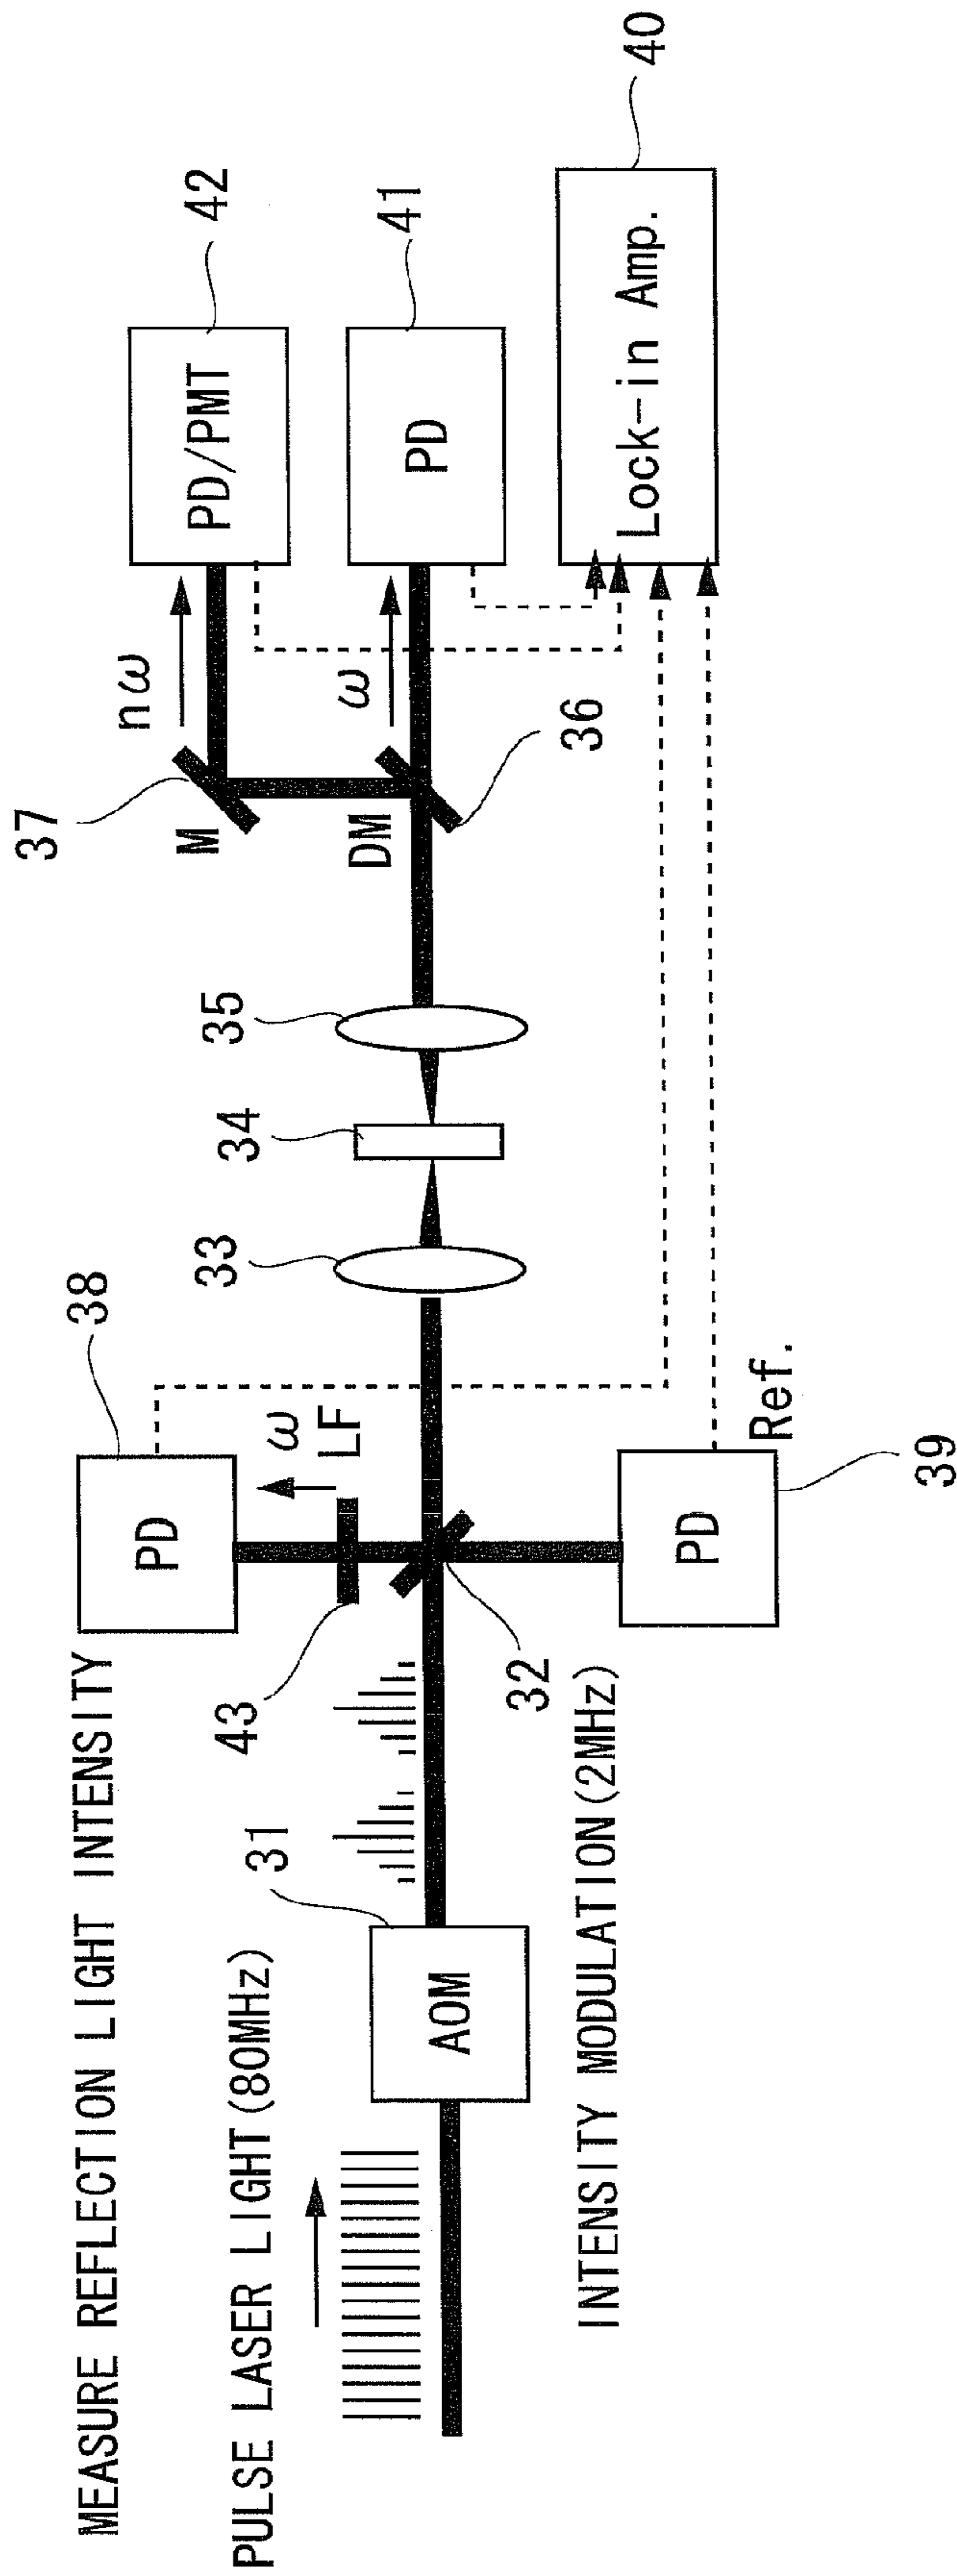 MEASURE REFLECTION LIGHT INTENSITY
PULSE LASER LIGHT(80MHz)
INTENSITY MODULATION(2MHz)
AOM
31
32
43
LF
ω
PD
38
PD
39
Ref.
33
34
35
DM
36
M
37
nω
ω
PD/PMT
42
PD
41
Lock-in Amp.
40